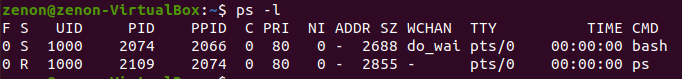 zenon@zenon-VirtualBox:~$ ps -l
F S   UID     PID    PPID  C PRI  NI ADDR SZ WCHAN  TTY          TIME CMD
0 S  1000    2074    2066  0  80   0 -  2688 do_wai pts/0    00:00:00 bash
0 R  1000    2109    2074  0  80   0 -  2855 -      pts/0    00:00:00 ps